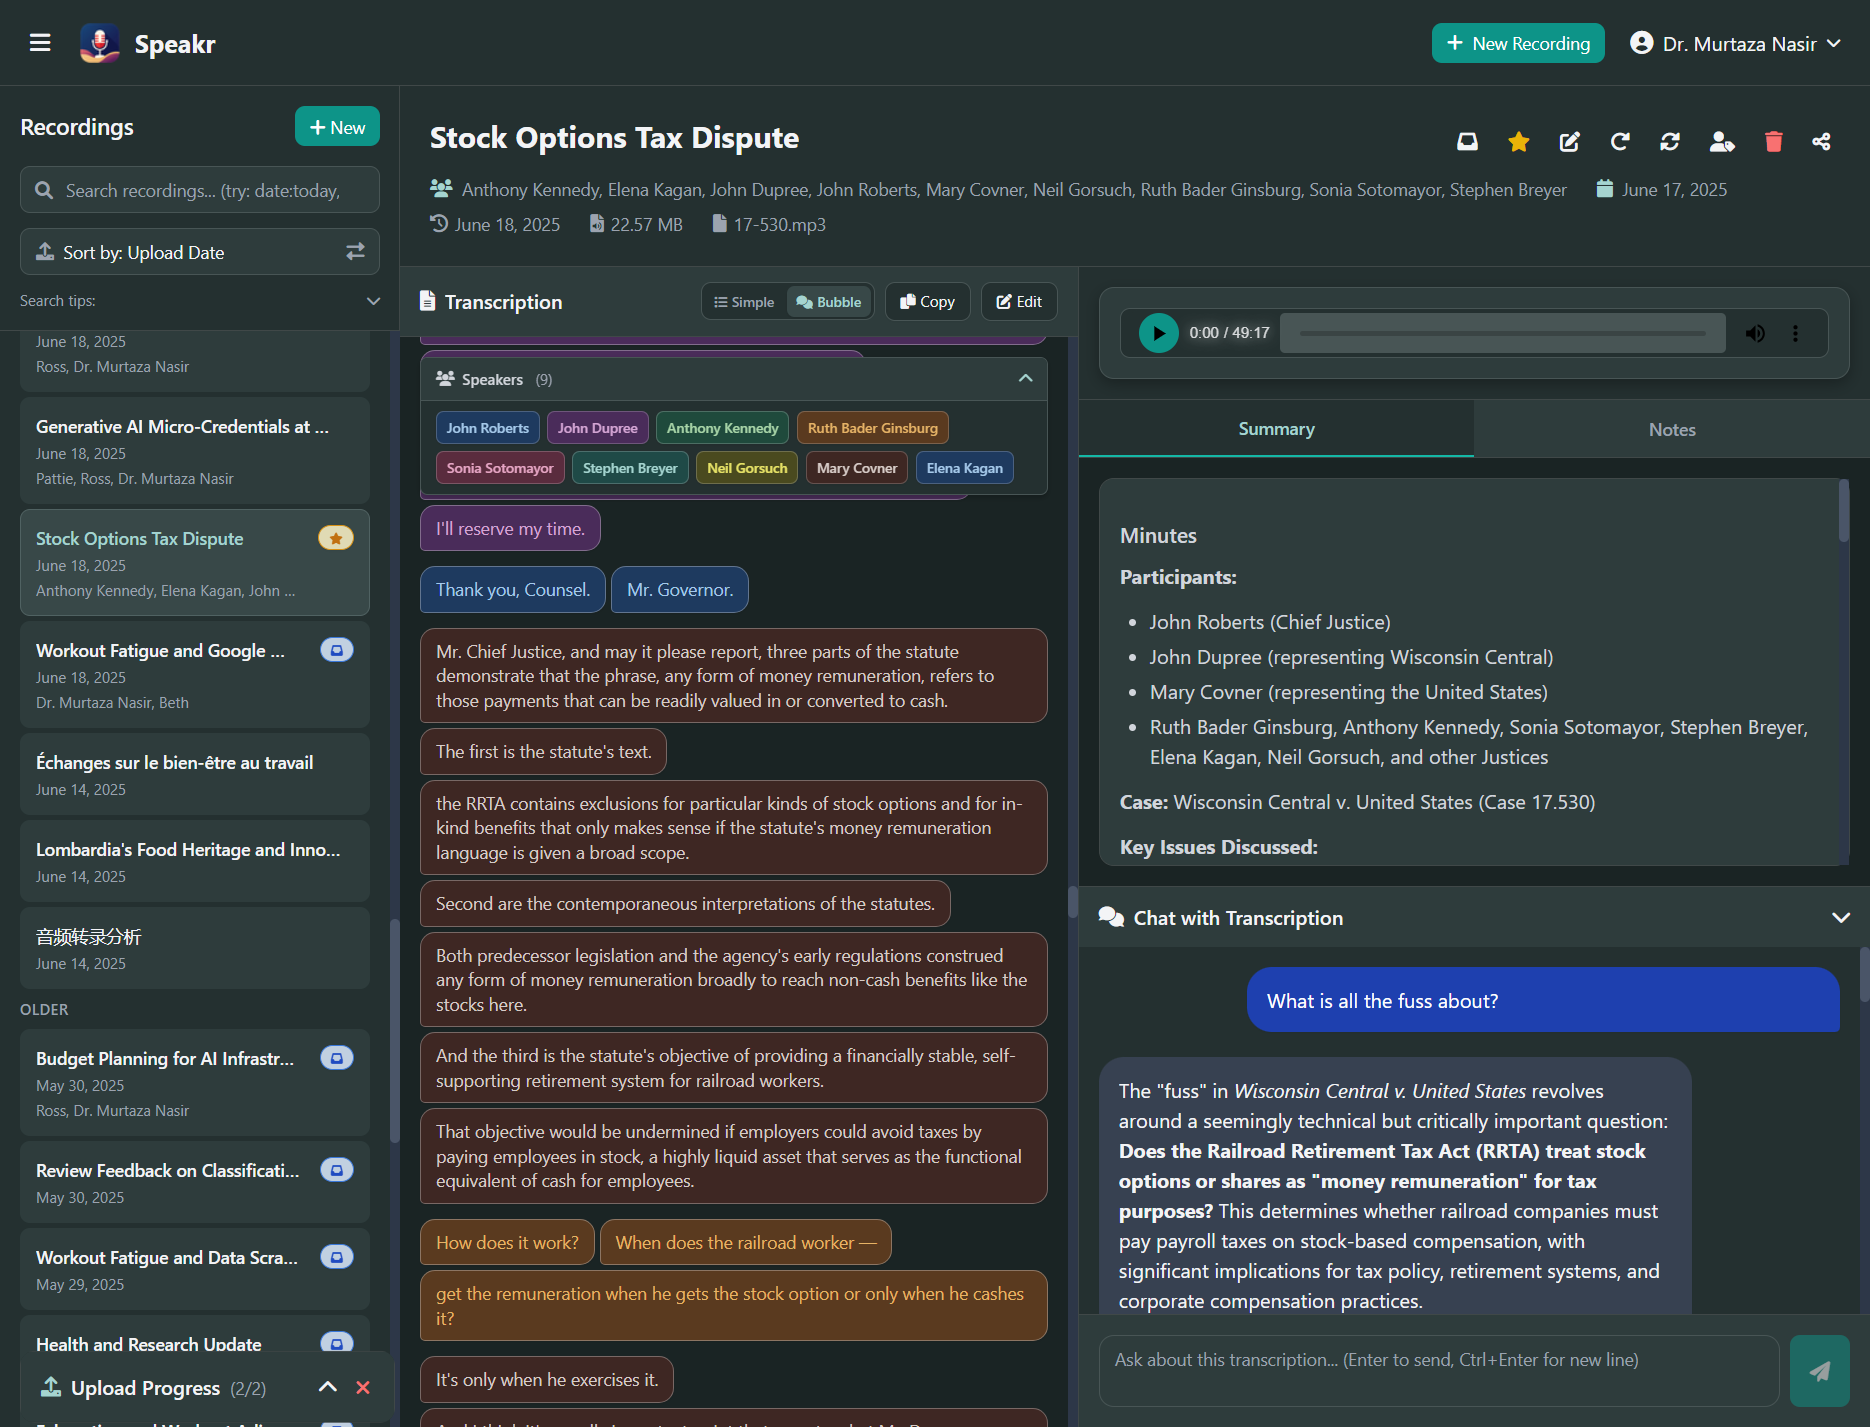 Speakr
New Recording
Dr. Murtaza Nasir
Recordings
New
Search recordings... (try: date:today,
Sort by: Upload Date
Search tips:
June 18, 2025
Ross, Dr. Murtaza Nasir
Generative AI Micro-Credentials at ...
June 18, 2025
Pattie, Ross, Dr. Murtaza Nasir
Stock Options Tax Dispute
June 18, 2025
Anthony Kennedy, Elena Kagan, John ...
Workout Fatigue and Google ...
June 18, 2025
Dr. Murtaza Nasir, Beth
Échanges sur le bien-être au travail
June 14, 2025
Lombardia's Food Heritage and Inno...
June 14, 2025
音频转录分析
June 14, 2025
OLDER
Budget Planning for AI Infrastr...
May 30, 2025
Ross, Dr. Murtaza Nasir
Review Feedback on Classificati...
May 30, 2025
Workout Fatigue and Data Scra...
May 29, 2025
Health and Research Update
Upload Progress (2/2)
Stock Options Tax Dispute
Anthony Kennedy, Elena Kagan, John Dupree, John Roberts, Mary Covner, Neil Gorsuch, Ruth Bader Ginsburg, Sonia Sotomayor, Stephen Breyer
June 17, 2025
June 18, 2025
22.57 MB
17-530.mp3
Transcription
Simple
Bubble
Copy
Edit
Speakers (9)
John Roberts
John Dupree
Anthony Kennedy
Ruth Bader Ginsburg
Sonia Sotomayor
Stephen Breyer
Neil Gorsuch
Mary Covner
Elena Kagan
I'll reserve my time.
Thank you, Counsel.
Mr. Governor.
Mr. Chief Justice, and may it please report, three parts of the statute
demonstrate that the phrase, any form of money remuneration, refers to
those payments that can be readily valued in or converted to cash.
The first is the statute's text.
the RRTA contains exclusions for particular kinds of stock options and for in-
kind benefits that only makes sense if the statute's money remuneration
language is given a broad scope.
Second are the contemporaneous interpretations of the statutes.
Both predecessor legislation and the agency's early regulations construed
any form of money remuneration broadly to reach non-cash benefits like the
stocks here.
And the third is the statute's objective of providing a financially stable, self-
supporting retirement system for railroad workers.
That objective would be undermined if employers could avoid taxes by
paying employees in stock, a highly liquid asset that serves as the functional
equivalent of cash for employees.
How does it work?
When does the railroad worker —
get the remuneration when he gets the stock option or only when he cashes
it?
It's only when he exercises it.
0:00 / 49:17
Summary
Notes
Minutes
Participants:
John Roberts (Chief Justice)
John Dupree (representing Wisconsin Central)
Mary Covner (representing the United States)
Ruth Bader Ginsburg, Anthony Kennedy, Sonia Sotomayor, Stephen Breyer,
Elena Kagan, Neil Gorsuch, and other Justices
Case: Wisconsin Central v. United States (Case 17.530)
Key Issues Discussed:
Chat with Transcription
What is all the fuss about?
The "fuss" in Wisconsin Central v. United States revolves
around a seemingly technical but critically important question:
Does the Railroad Retirement Tax Act (RRTA) treat stock
options or shares as "money remuneration" for tax
purposes? This determines whether railroad companies must
pay payroll taxes on stock-based compensation, with
significant implications for tax policy, retirement systems, and
corporate compensation practices.
Ask about this transcription... (Enter to send, Ctrl+Enter for new line)